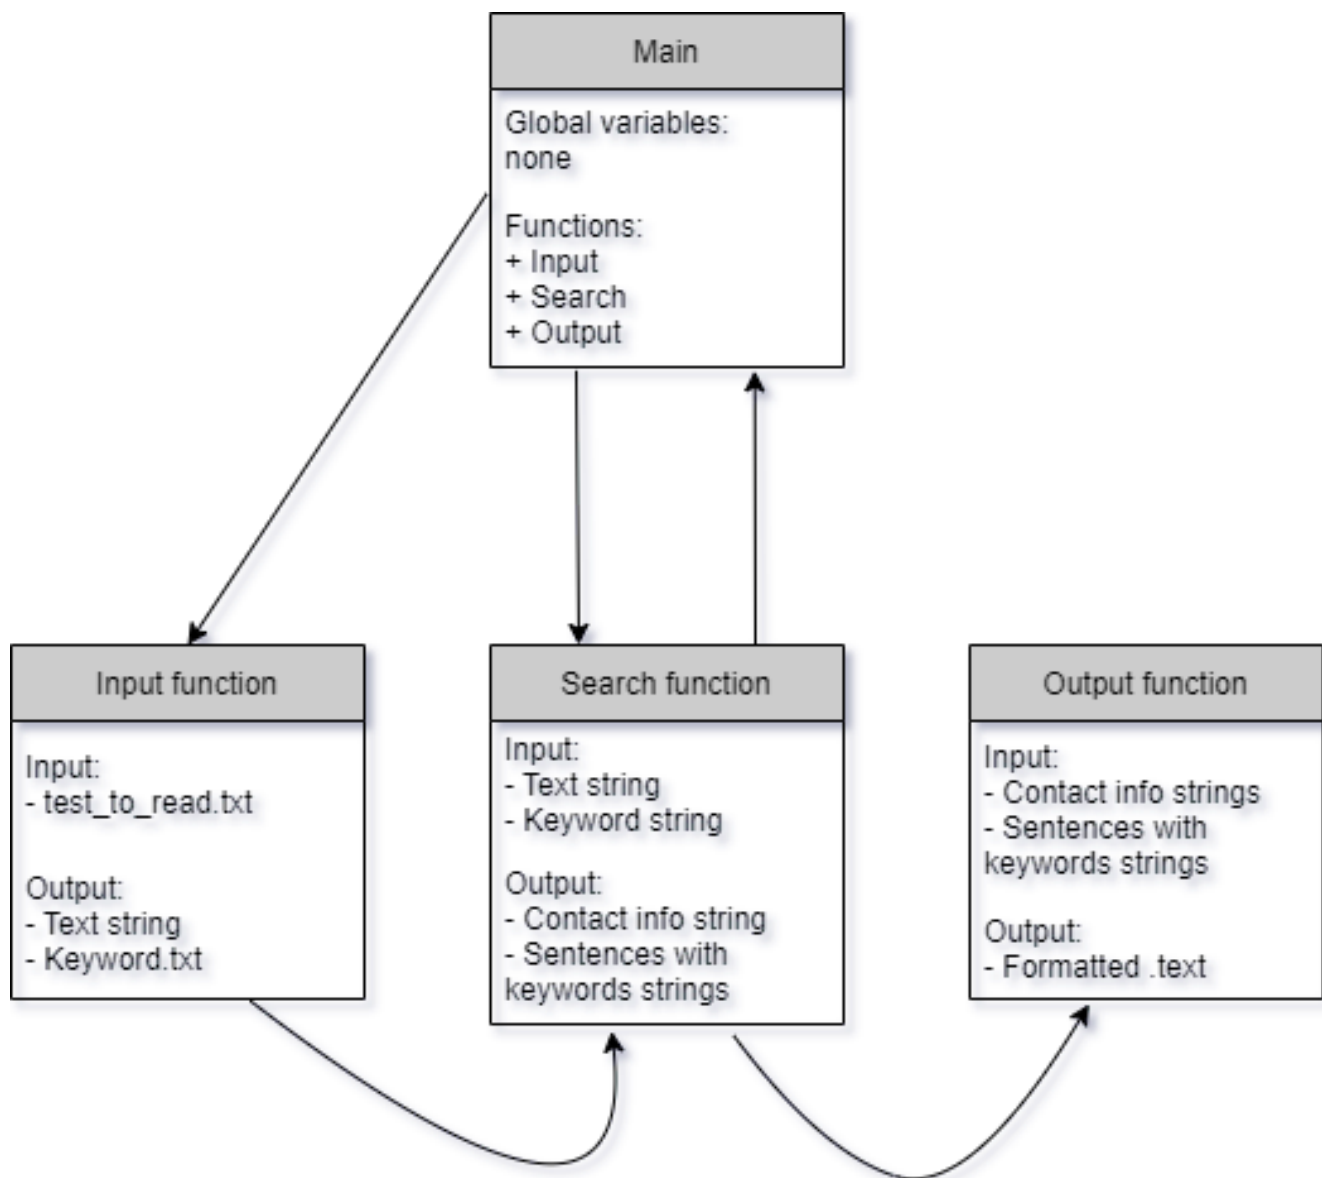 Main
Global variables:
none
Functions:
+ Input
+ Search
+ Output
Input function
Input:
- test_to_read.txt
Output:
- Text string
- Keyword.txt
Search function
Input:
- Text string
- Keyword string
Output:
- Contact info string
- Sentences with
keywords strings
Output function
Input:
- Contact info strings
- Sentences with
keywords strings
Output:
- Formatted .text